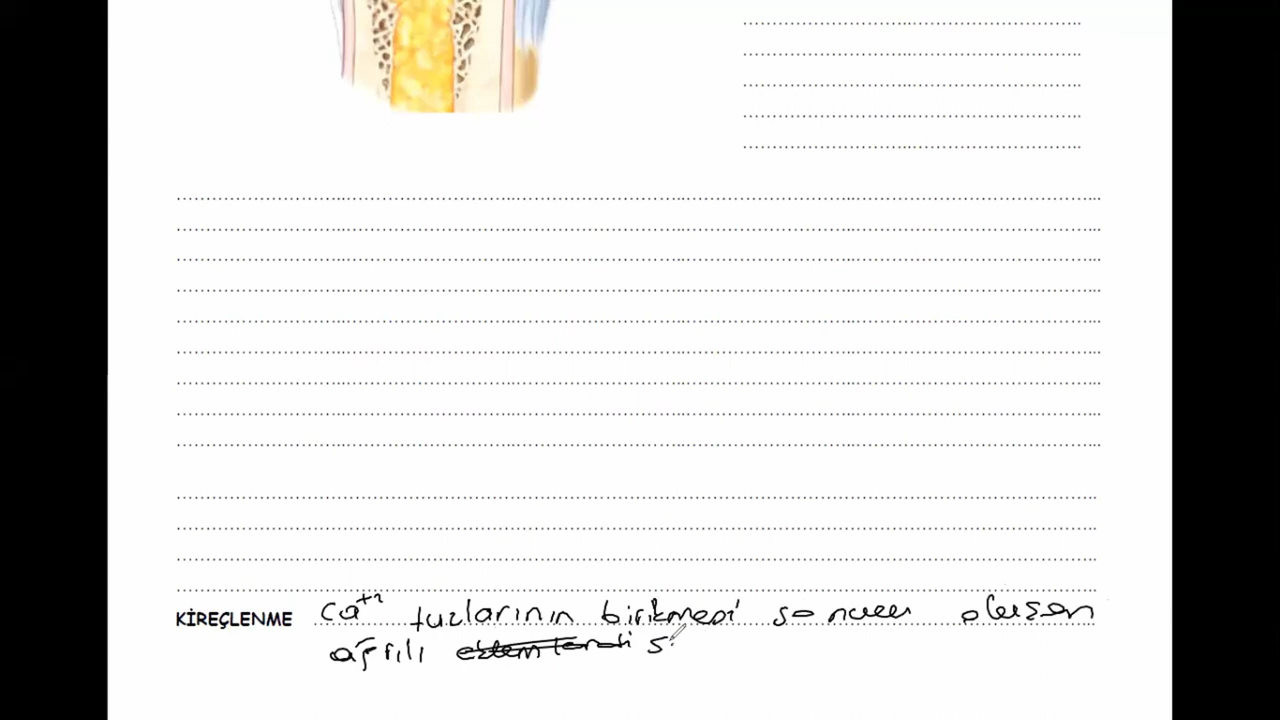 KİREÇLENME Ca⁺² tuzlarının birikmesi sonucu oluşan
ağrılı